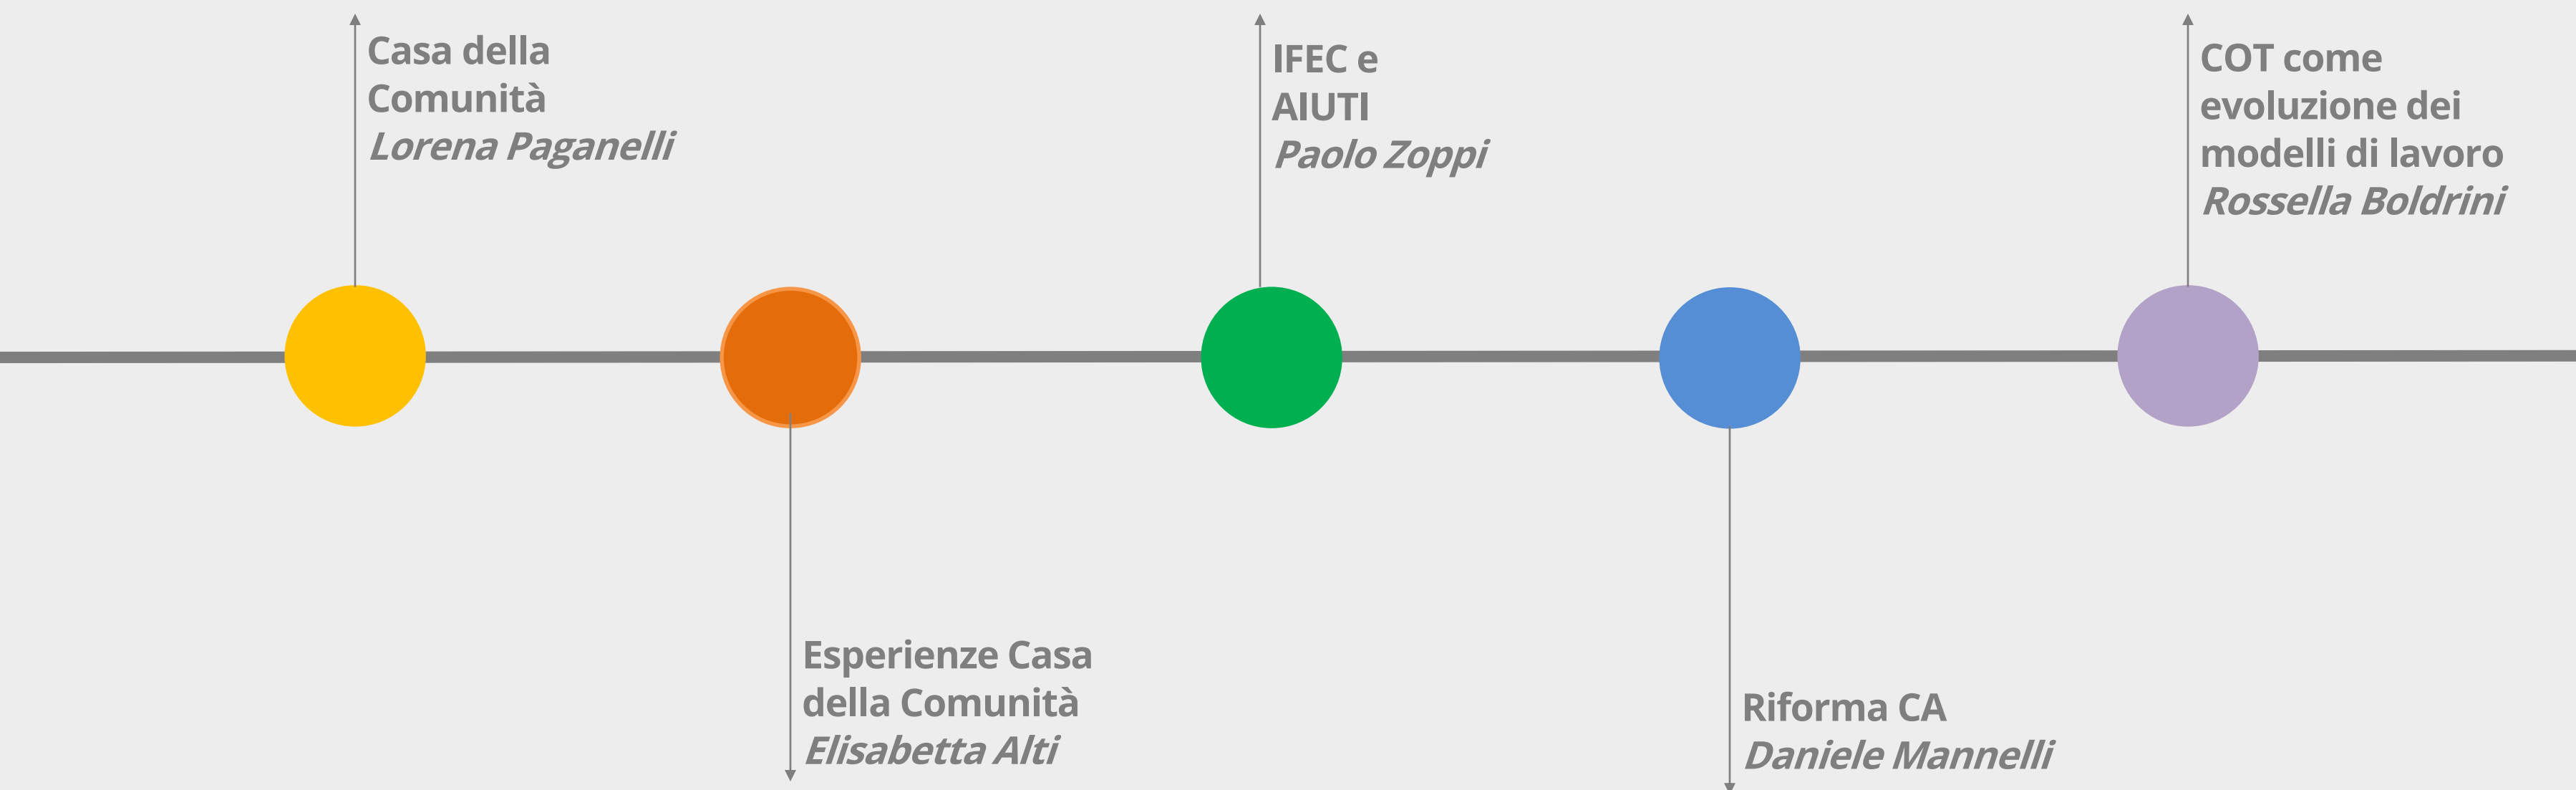 Casa della
Comunità
Lorena Paganelli
Esperienze Casa
della Comunità
Elisabetta Alti
IFEC e
AIUTI
Paolo Zoppi
Riforma CA
Daniele Mannelli
COT come
evoluzione dei
modelli di lavoro
Rossella Boldrini